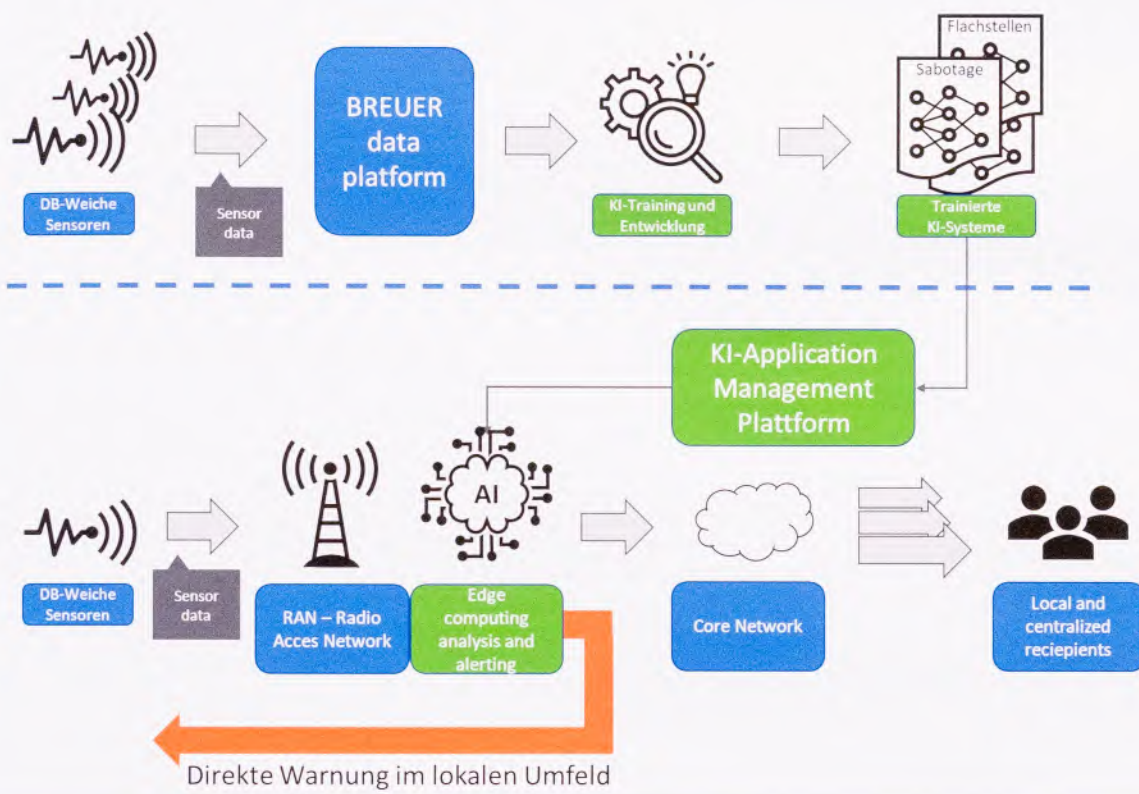 Flachstellen
Sabotage
BREUER
data
platform
DB-Weiche
Sensoren
Sensor
data
KI-Training und
Entwicklung
Trainierte
KI-Systeme
KI-Application
Management
Plattform
AI
DB-Weiche
Sensoren
Sensor
data
RAN – Radio
Acces Network
Edge
computing
analysis and
alerting
Core Network
Local and
centralized
reciepients
Direkte Warnung im lokalen Umfeld